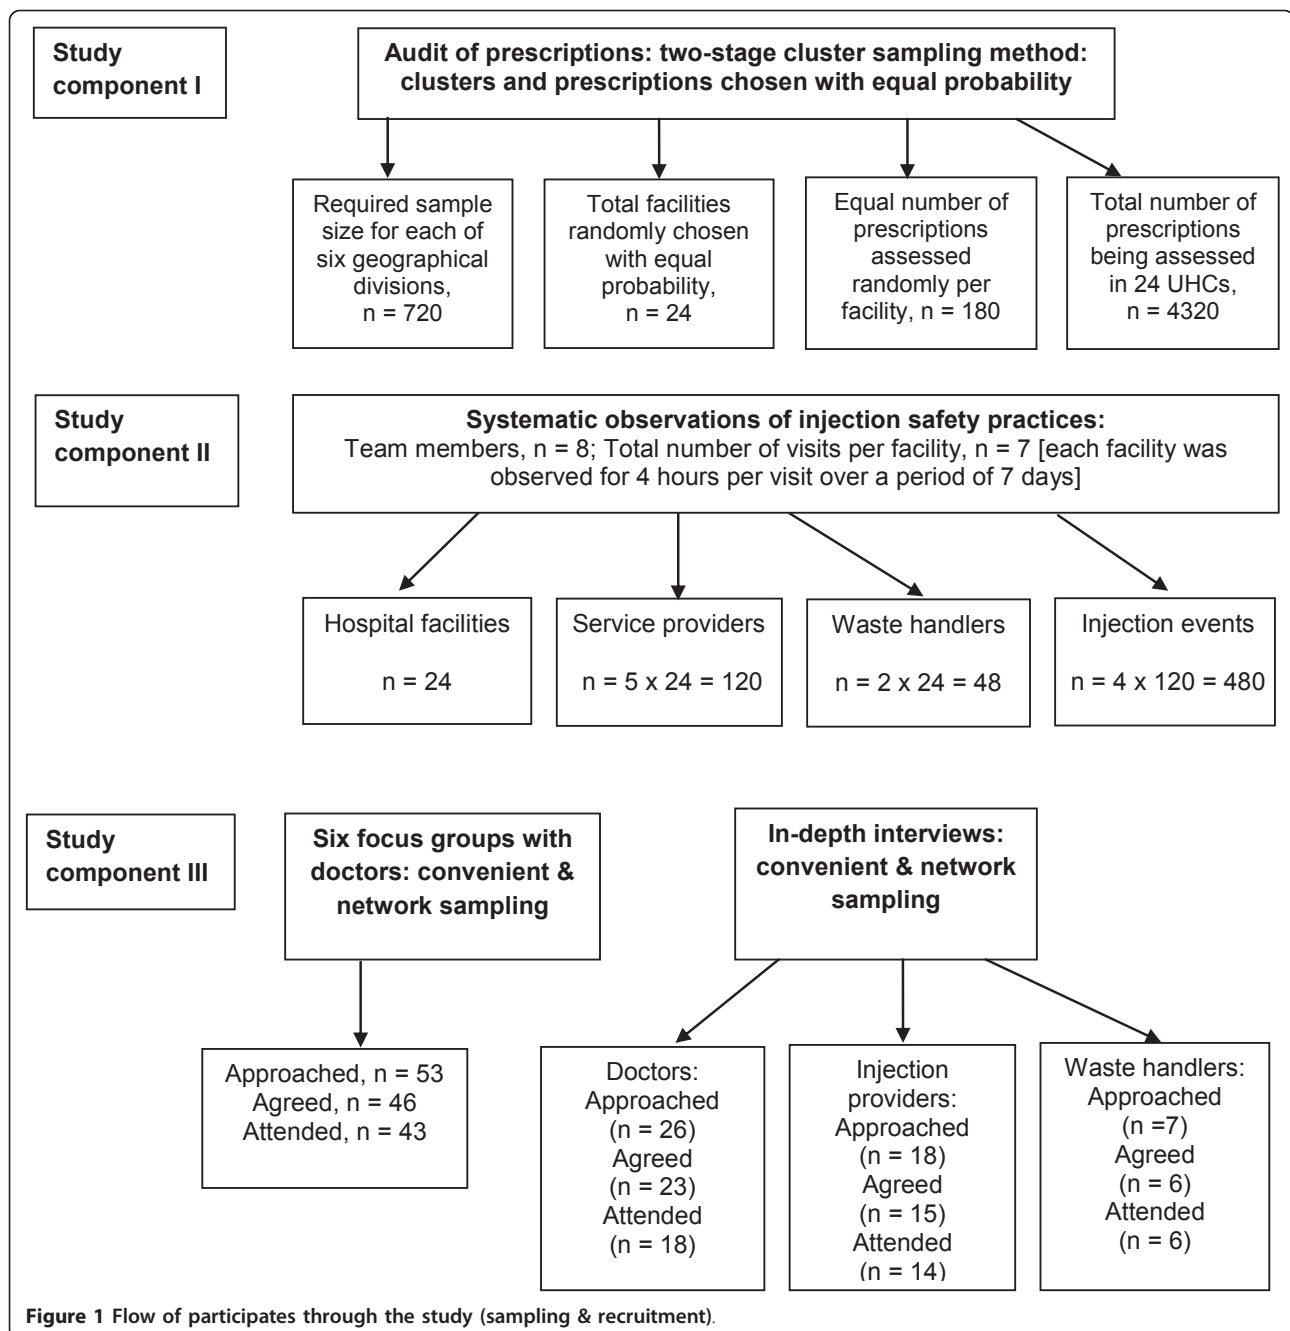 Study
component I
Audit of prescriptions: two-stage cluster sampling method:
clusters and prescriptions chosen with equal probability
Required sample
size for each of
six geographical
divisions,
n = 720
Total facilities
randomly chosen
with equal
probability,
n = 24
Equal number of
prescriptions
assessed
randomly per
facility, n = 180
Total number of
prescriptions
being assessed
in 24 UHCs,
n = 4320
Study
component II
Systematic observations of injection safety practices:
Team members, n = 8; Total number of visits per facility, n = 7 [each facility was
observed for 4 hours per visit over a period of 7 days]
Hospital facilities
n = 24
Service providers
n = 5 x 24 = 120
Waste handlers
n = 2 x 24 = 48
Injection events
n = 4 x 120 = 480
Study
component III
Six focus groups with
doctors: convenient &
network sampling
In-depth interviews:
convenient & network
sampling
Approached, n = 53
Agreed, n = 46
Attended, n = 43
Doctors:
Approached
(n = 26)
Agreed
(n = 23)
Attended
(n = 18)
Injection
providers:
Approached
(n = 18)
Agreed
(n = 15)
Attended
(n = 14)
Waste handlers:
Approached
(n =7)
Agreed
(n = 6)
Attended
(n = 6)
Figure 1 Flow of participates through the study (sampling & recruitment).